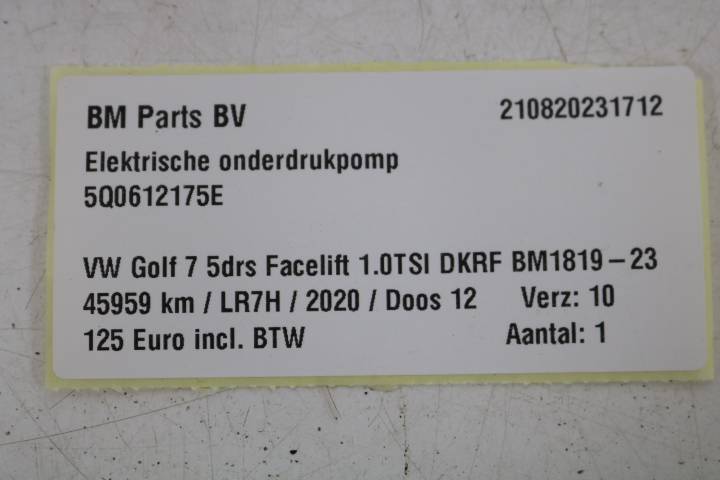 BM Parts BV 210820231712
Elektrische onderdrukpomp
5Q0612175E
VW Golf 7 5drs Facelift 1.0TSI DKRF BM1819-23
45959 km / LR7H / 2020 / Doos 12 Verz: 10
125 Euro incl. BTW Aantal: 1